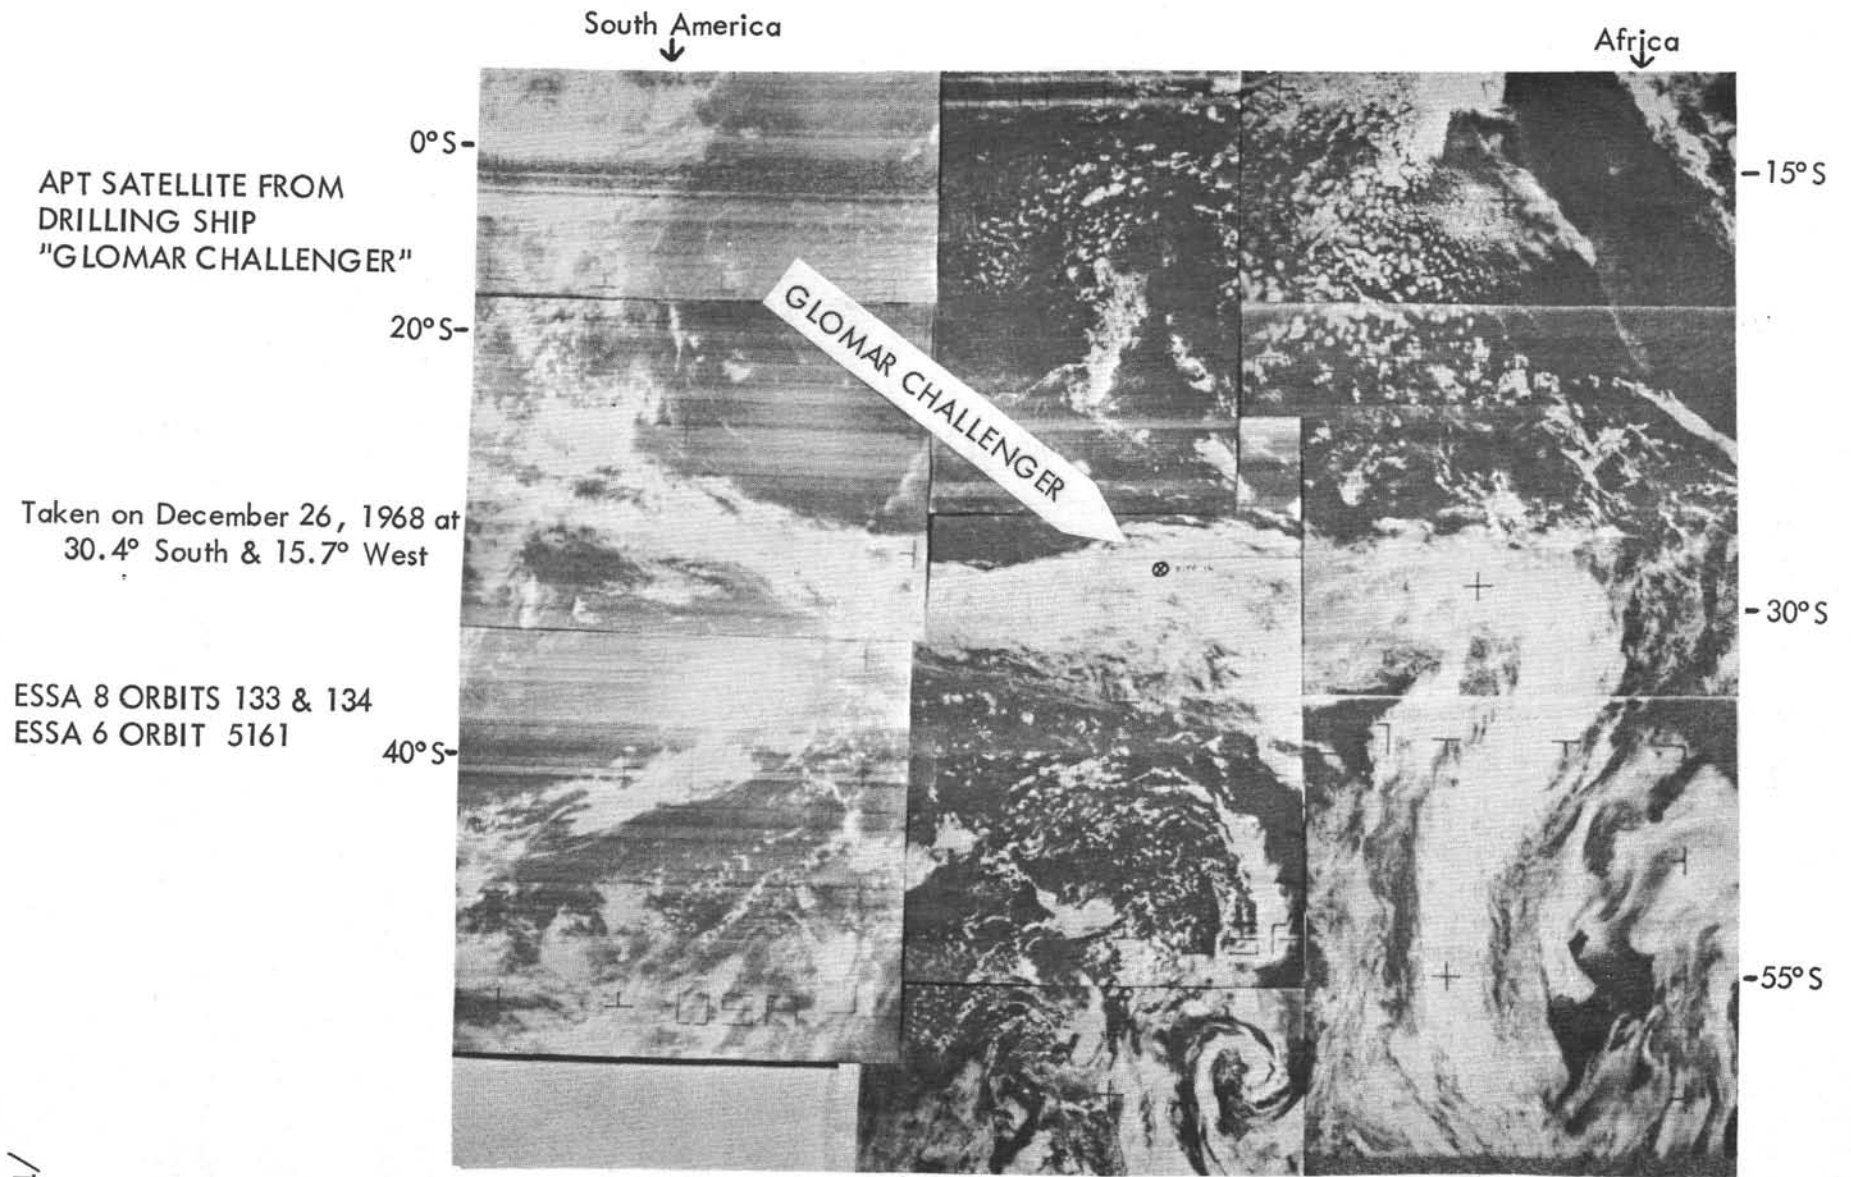 South America
Africa
0°S
15°S
APT SATELLITE FROM
DRILLING SHIP
"GLOMAR CHALLENGER"
20°S
GLOMAR CHALLENGER
Taken on December 26, 1968 at
30.4° South & 15.7° West
30°S
ESSA 8 ORBITS 133 & 134
ESSA 6 ORBIT 5161
40°S
55°S